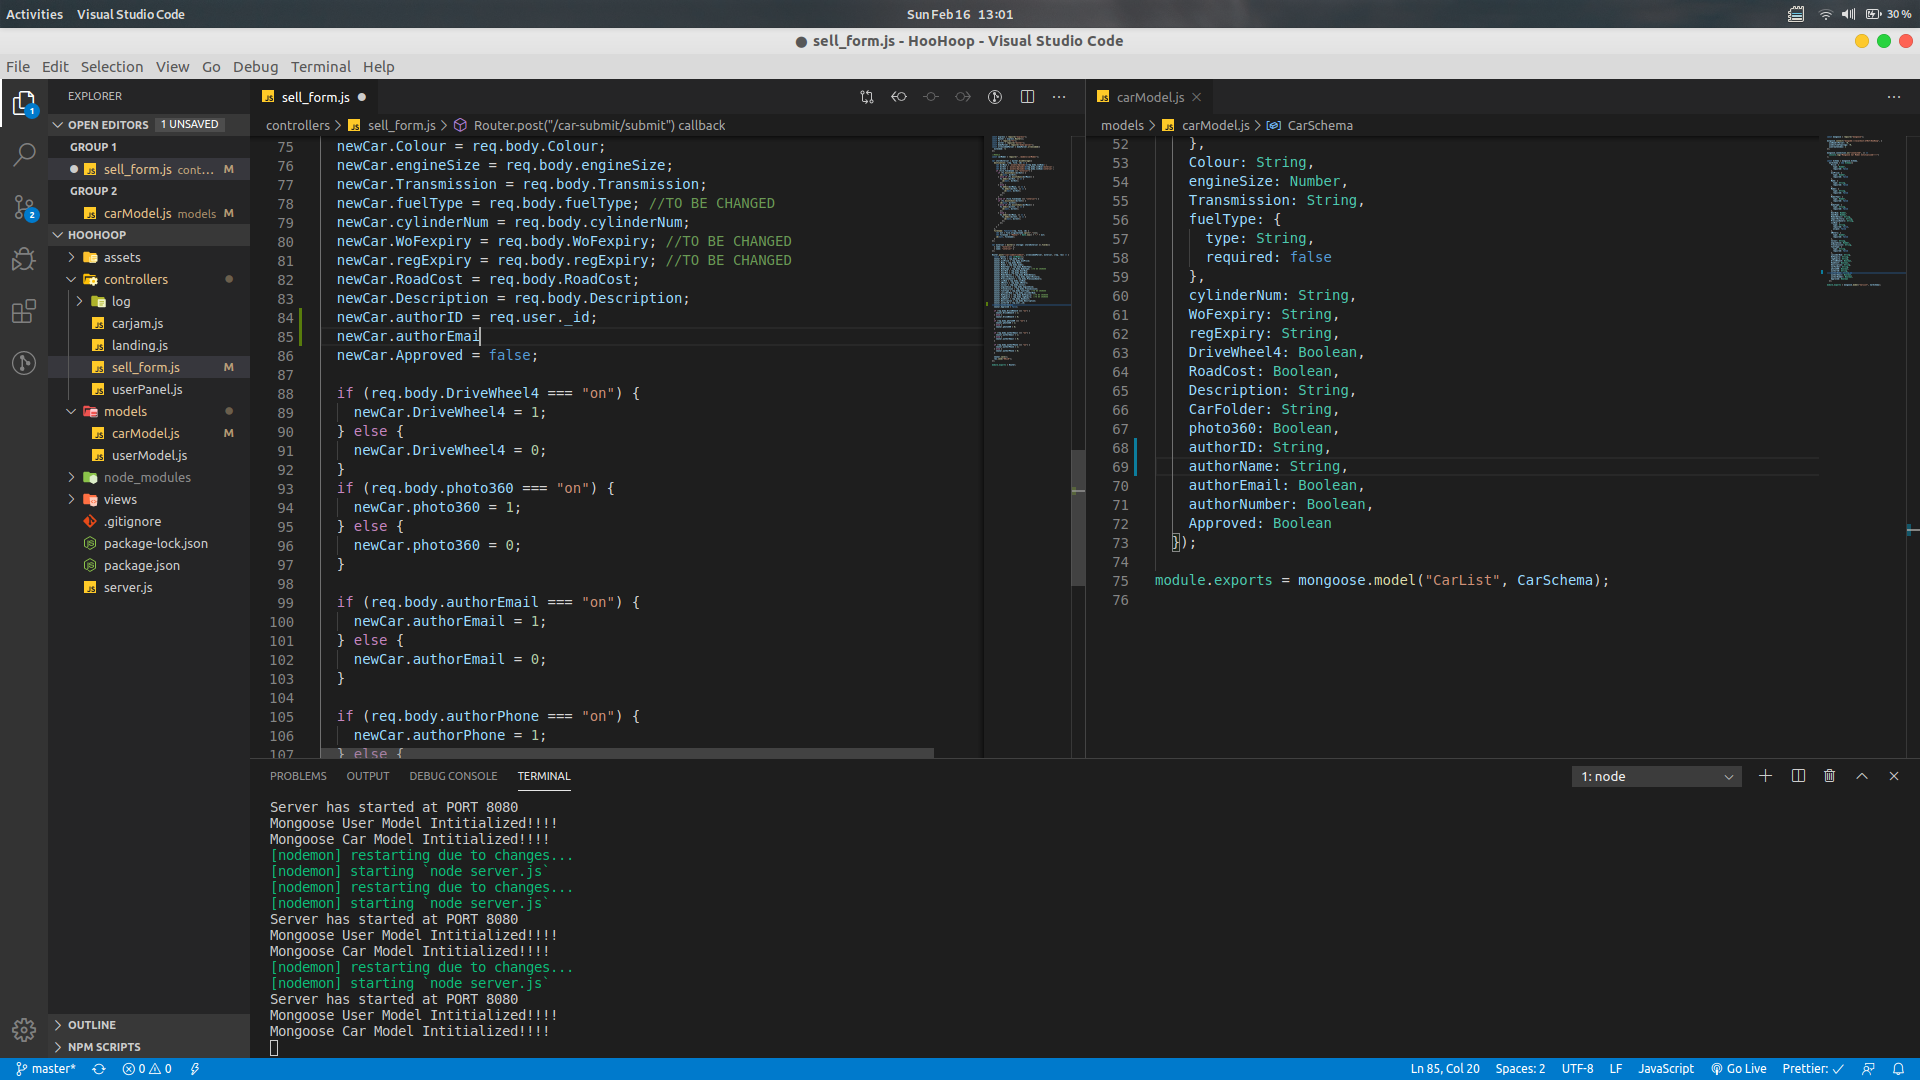 Activities Visual Studio Code
Sun Feb 16 13:01
30 %
● sell_form.js - HooHoop - Visual Studio Code
File Edit Selection View Go Debug Terminal Help
EXPLORER
OPEN EDITORS 1 UNSAVED
GROUP 1
sell_form.js cont... M
GROUP 2
carModel.js models M
HOOHOOP
assets
controllers
log
carjam.js
landing.js
sell_form.js M
userPanel.js
models
carModel.js M
userModel.js
node_modules
views
.gitignore
package-lock.json
package.json
server.js
OUTLINE
NPM SCRIPTS
sell_form.js ●
controllers > sell_form.js > Router.post("/car-submit/submit") callback
75 newCar.Colour = req.body.Colour;
76 newCar.engineSize = req.body.engineSize;
77 newCar.Transmission = req.body.Transmission;
78 newCar.fuelType = req.body.fuelType; //TO BE CHANGED
79 newCar.cylinderNum = req.body.cylinderNum;
80 newCar.WoFexpiry = req.body.WoFexpiry; //TO BE CHANGED
81 newCar.regExpiry = req.body.regExpiry; //TO BE CHANGED
82 newCar.RoadCost = req.body.RoadCost;
83 newCar.Description = req.body.Description;
84 newCar.authorID = req.user._id;
85 newCar.authorEmai
86 newCar.Approved = false;
87
88 if (req.body.DriveWheel4 === "on") {
89 newCar.DriveWheel4 = 1;
90 } else {
91 newCar.DriveWheel4 = 0;
92 }
93 if (req.body.photo360 === "on") {
94 newCar.photo360 = 1;
95 } else {
96 newCar.photo360 = 0;
97 }
98
99 if (req.body.authorEmail === "on") {
100 newCar.authorEmail = 1;
101 } else {
102 newCar.authorEmail = 0;
103 }
104
105 if (req.body.authorPhone === "on") {
106 newCar.authorPhone = 1;
107 } else {
carModel.js
models > carModel.js > CarSchema
52 },
53 Colour: String,
54 engineSize: Number,
55 Transmission: String,
56 fuelType: {
57 type: String,
58 required: false
59 },
60 cylinderNum: String,
61 WoFexpiry: String,
62 regExpiry: String,
63 DriveWheel4: Boolean,
64 RoadCost: Boolean,
65 Description: String,
66 CarFolder: String,
67 photo360: Boolean,
68 authorID: String,
69 authorName: String,
70 authorEmail: Boolean,
71 authorNumber: Boolean,
72 Approved: Boolean
73 });
74
75 module.exports = mongoose.model("CarList", CarSchema);
76
PROBLEMS OUTPUT DEBUG CONSOLE TERMINAL
1: node
Server has started at PORT 8080
Mongoose User Model Intitialized!!!!
Mongoose Car Model Intitialized!!!!
[nodemon] restarting due to changes...
[nodemon] starting `node server.js`
[nodemon] restarting due to changes...
[nodemon] starting `node server.js`
Server has started at PORT 8080
Mongoose User Model Intitialized!!!!
Mongoose Car Model Intitialized!!!!
[nodemon] restarting due to changes...
[nodemon] starting `node server.js`
Server has started at PORT 8080
Mongoose User Model Intitialized!!!!
Mongoose Car Model Intitialized!!!!
master* 0 0
Ln 85, Col 20 Spaces: 2 UTF-8 LF JavaScript Go Live Prettier: ✓